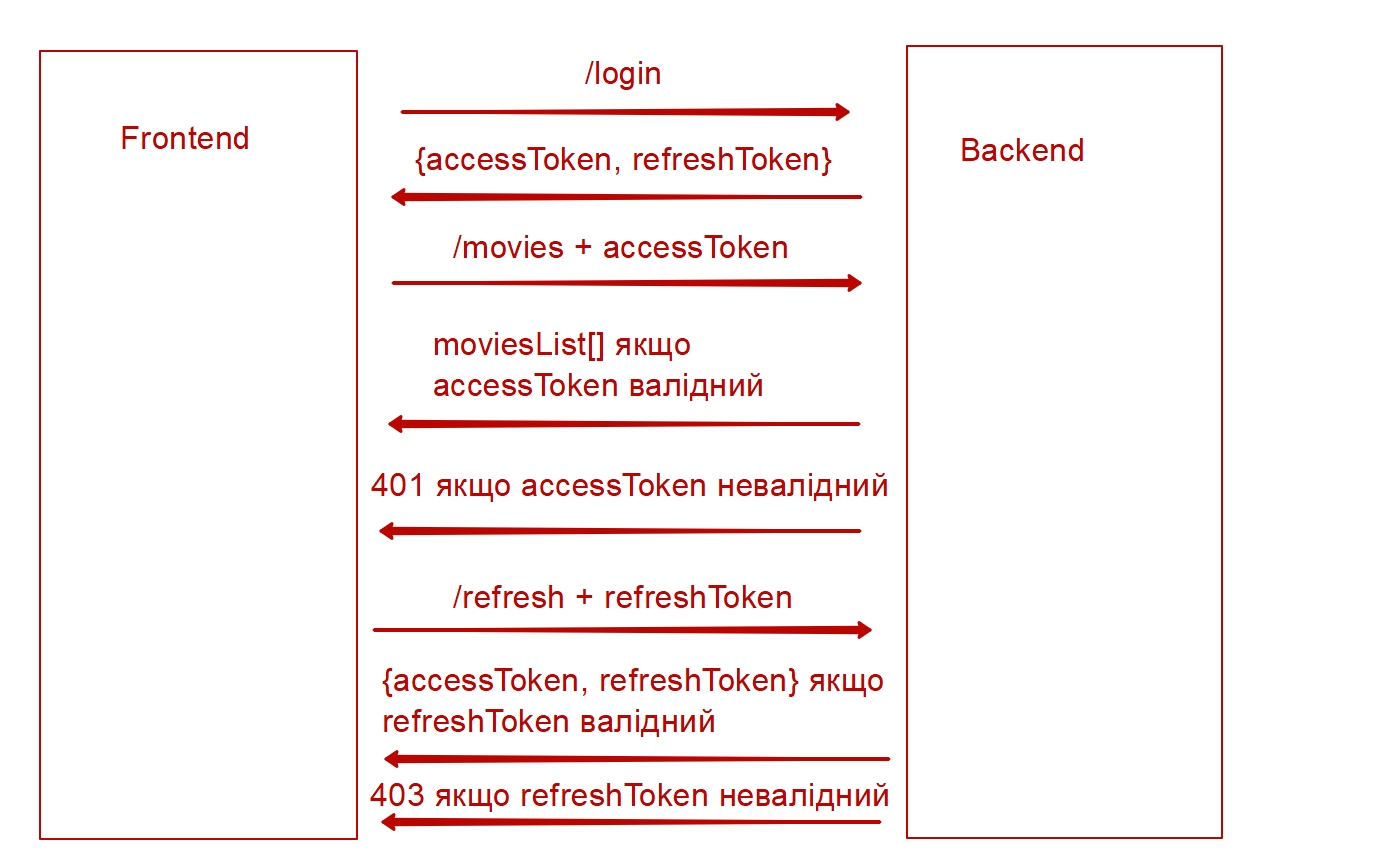 /login
Frontend
Backend
{accessToken, refreshToken}
/movies + accessToken
moviesList[] якщо
accessToken валідний
401 якщо accessToken невалідний
/refresh + refreshToken
{accessToken, refreshToken} якщо
refreshToken валідний
403 якщо refreshToken невалідний